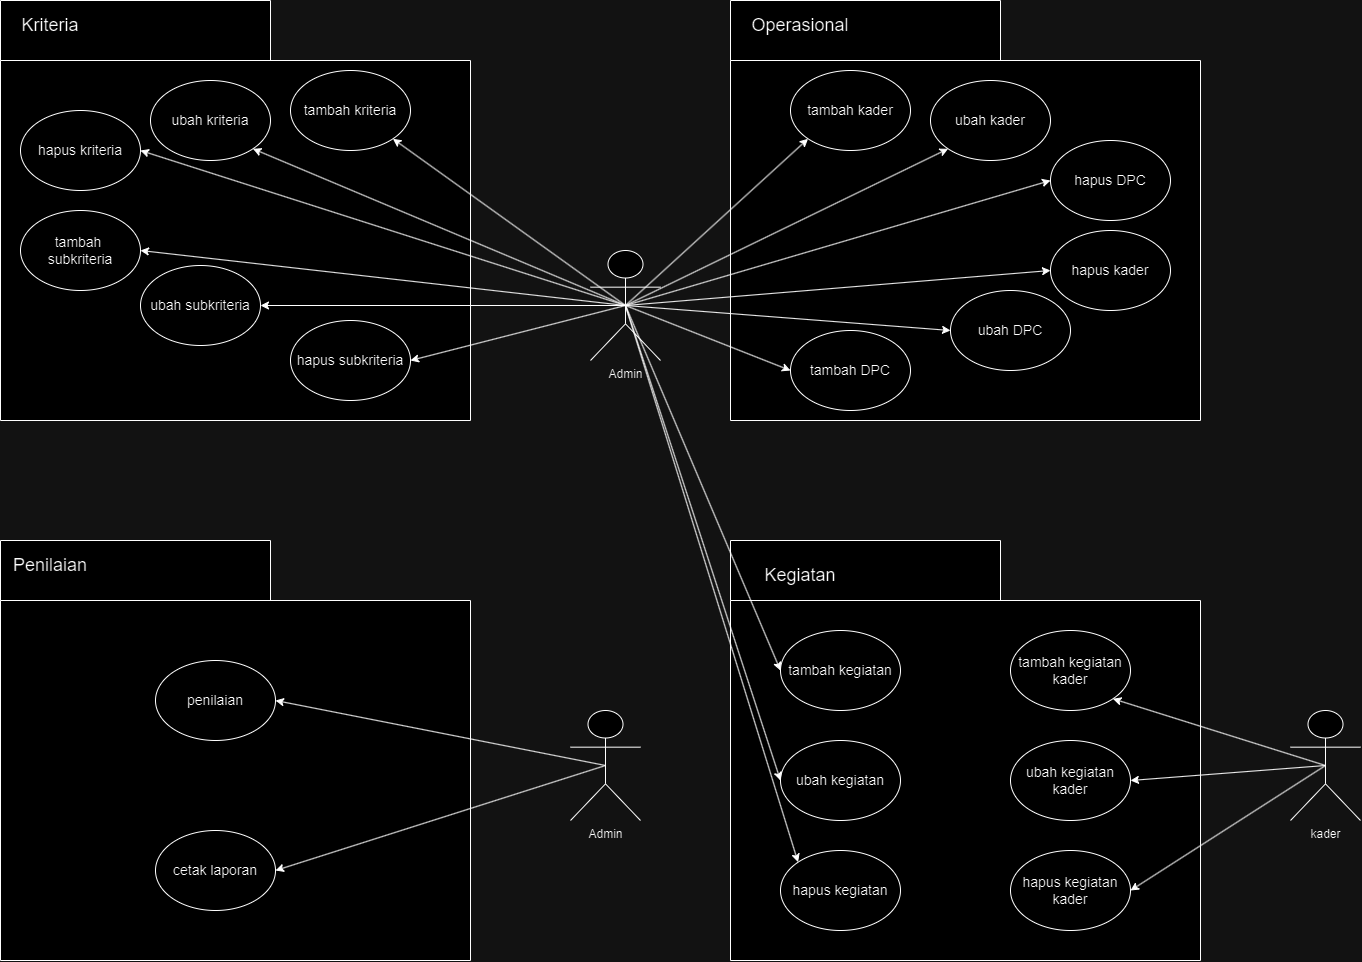 Kriteria
hapus kriteria
ubah kriteria
tambah kriteria
tambah
subkriteria
ubah subkriteria
hapus subkriteria
Admin
Operasional
tambah kader
ubah kader
hapus DPC
hapus kader
ubah DPC
tambah DPC
Penilaian
penilaian
cetak laporan
Admin
Kegiatan
tambah kegiatan
ubah kegiatan
hapus kegiatan
tambah kegiatan
kader
ubah kegiatan
kader
hapus kegiatan
kader
kader